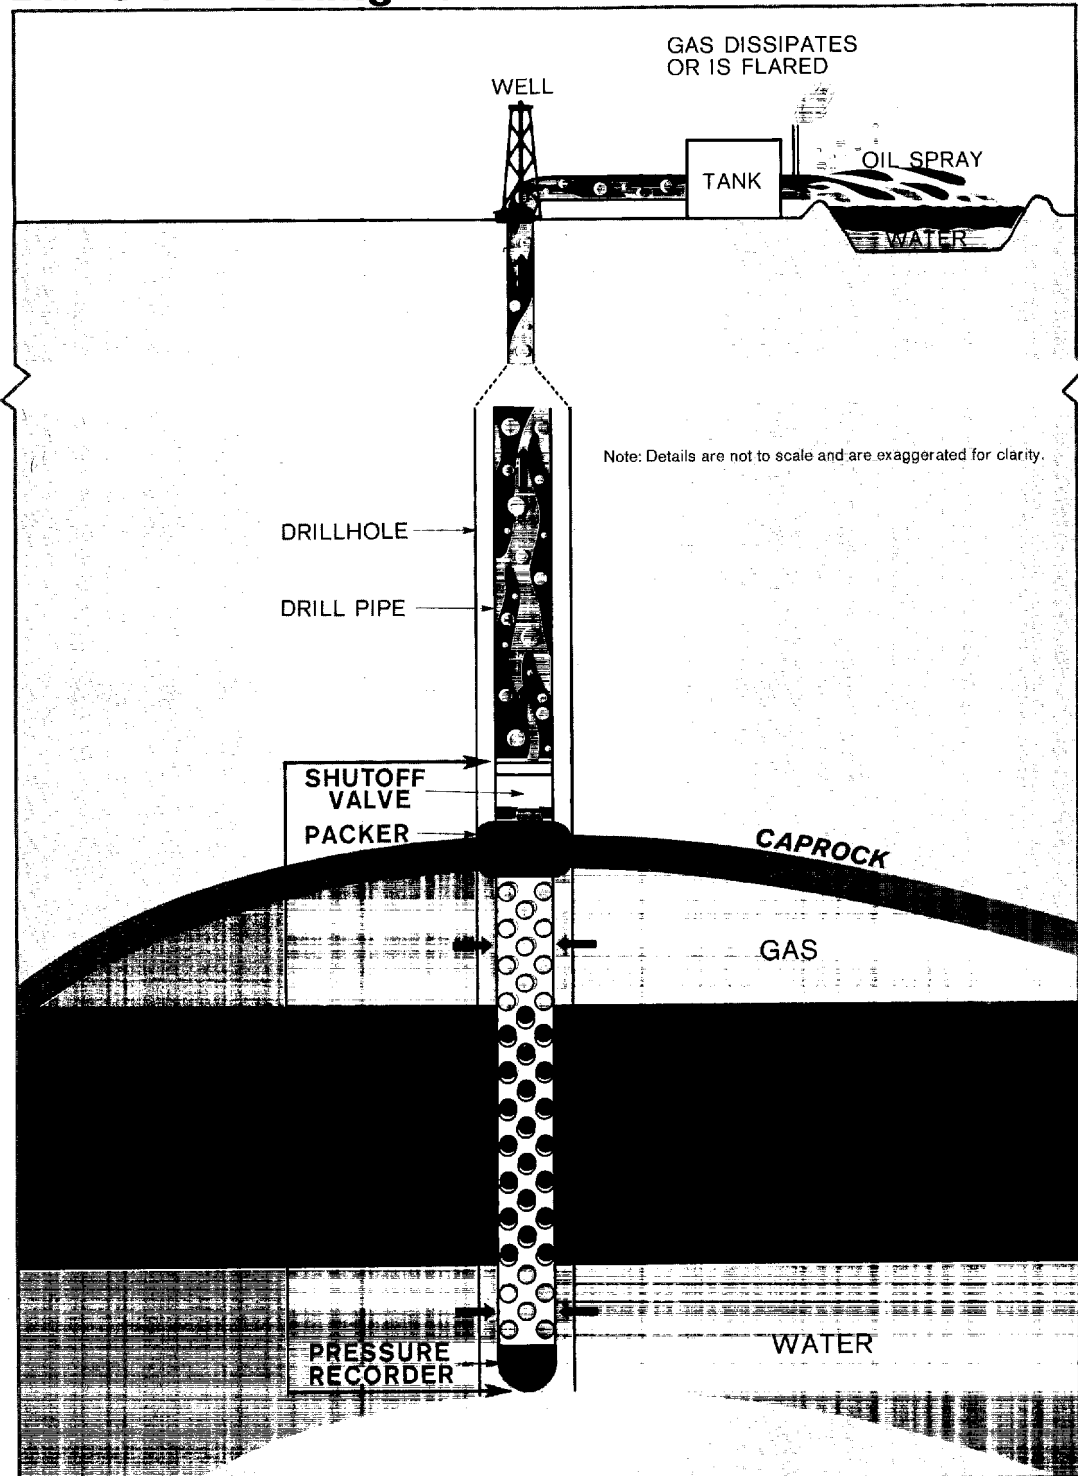 GAS DISSIPATES
OR IS FLARED
WELL
OIL SPRAY
TANK
WATER
Note: Details are not to scale and are exaggerated for clarity.
DRILLHOLE
DRILL PIPE
SHUTOFF
VALVE
PACKER
CAPROCK
GAS
WATER
PRESSURE
RECORDER